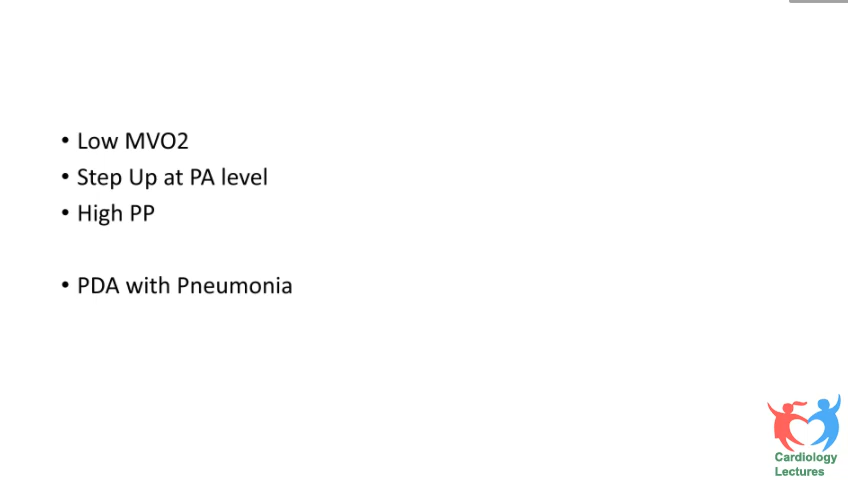 • Low MVO2
• Step Up at PA level
• High PP
• PDA with Pneumonia
Cardiology
Lectures